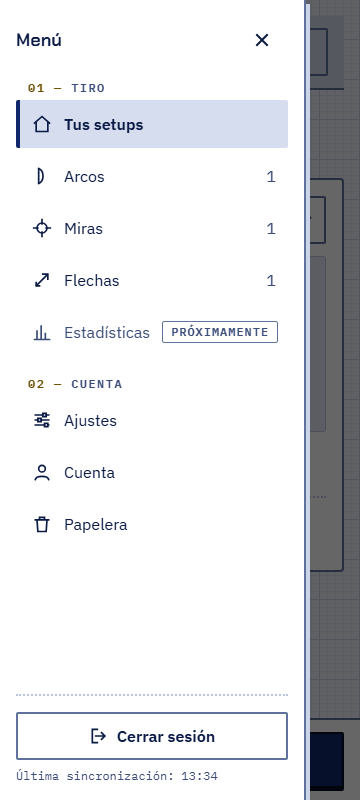 Menú
01 — TIRO
Tus setups
Arcos 1
Miras 1
Flechas 1
Estadísticas PRÓXIMAMENTE
02 — CUENTA
Ajustes
Cuenta
Papelera
Cerrar sesión
Última sincronización: 13:34